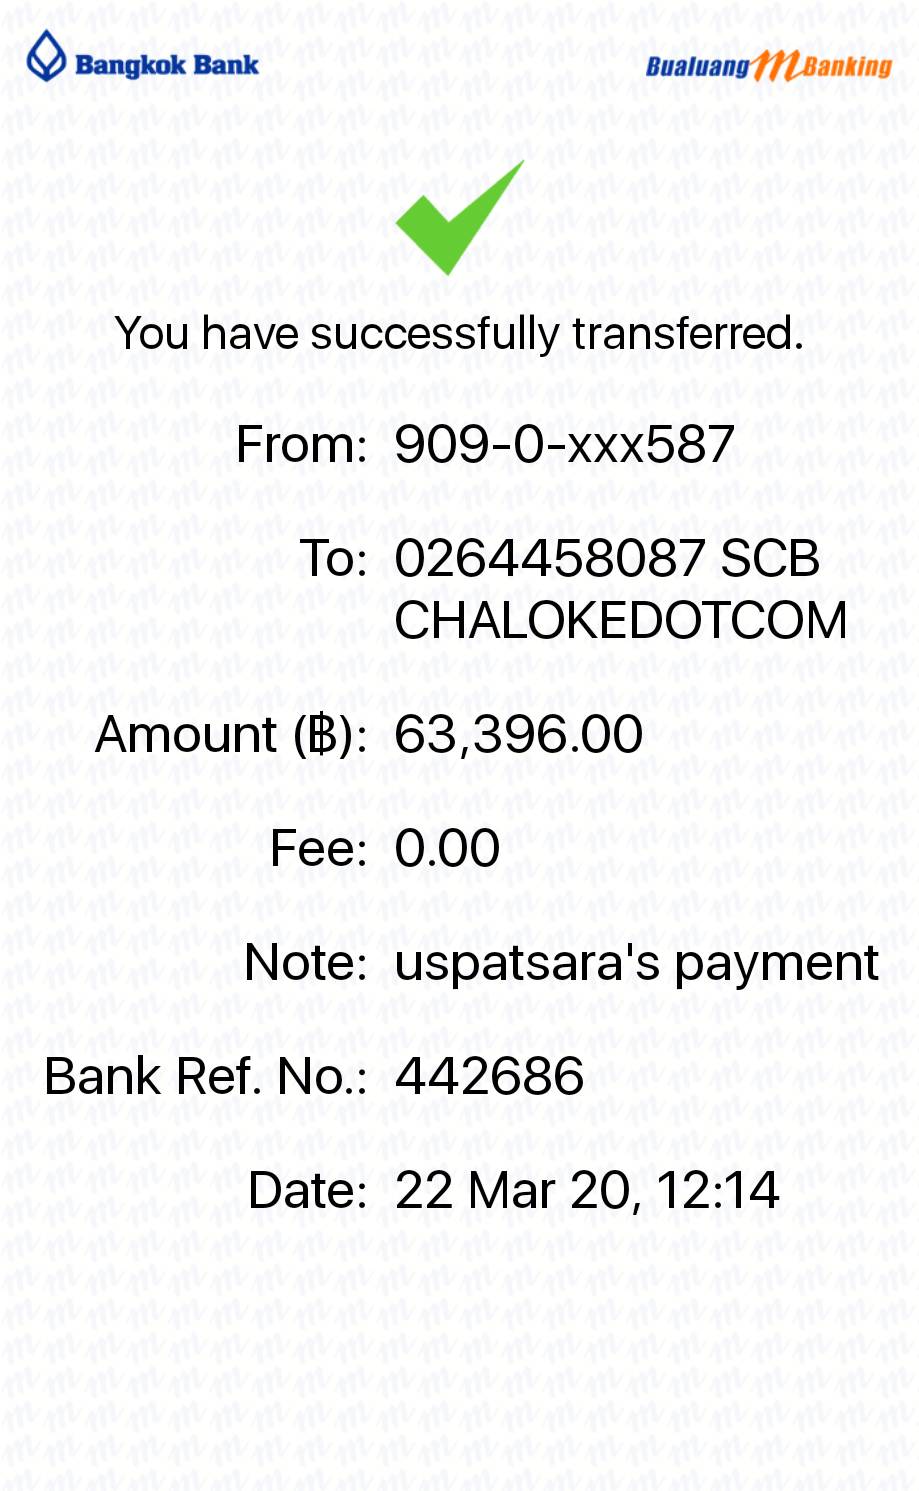 Bangkok Bank
Bualuang mBanking
You have successfully transferred.
From: 909-0-xxx587
To: 0264458087 SCB
CHALOKEDOTCOM
Amount (฿): 63,396.00
Fee: 0.00
Note: uspatsara's payment
Bank Ref. No.: 442686
Date: 22 Mar 20, 12:14